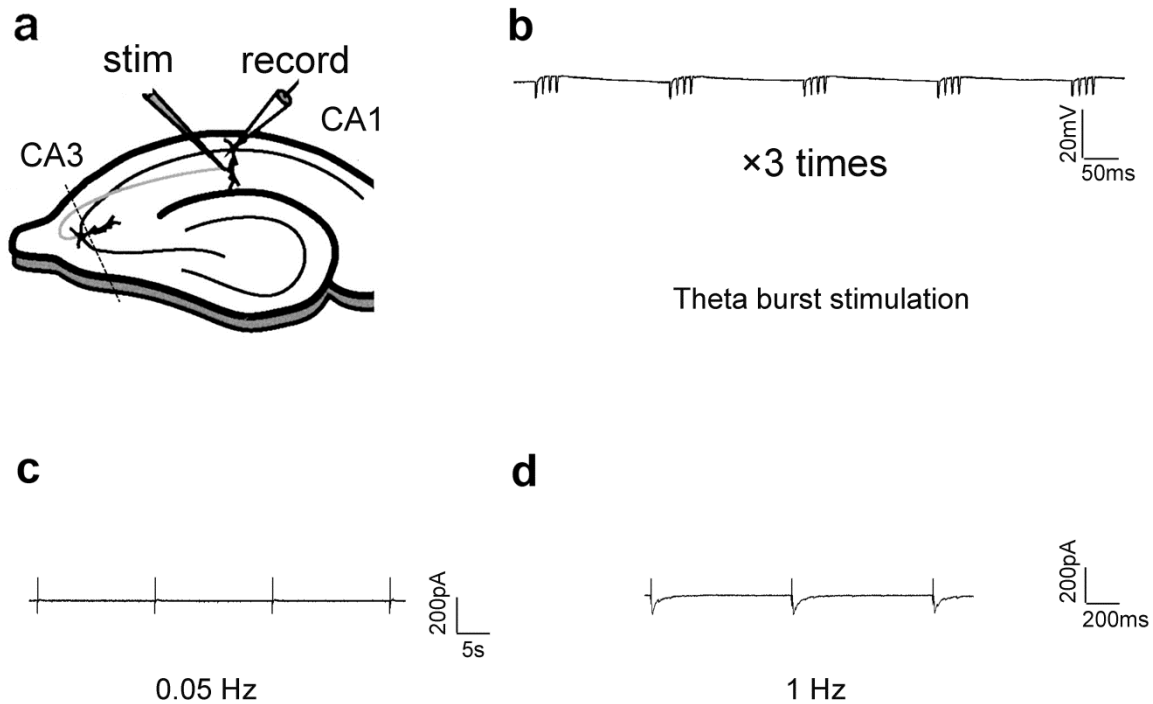 a
stim record
CA1
CA3
b
20mV
50ms
×3 times
Theta burst stimulation
c
200pA
5s
0.05 Hz
d
200pA
200ms
1 Hz